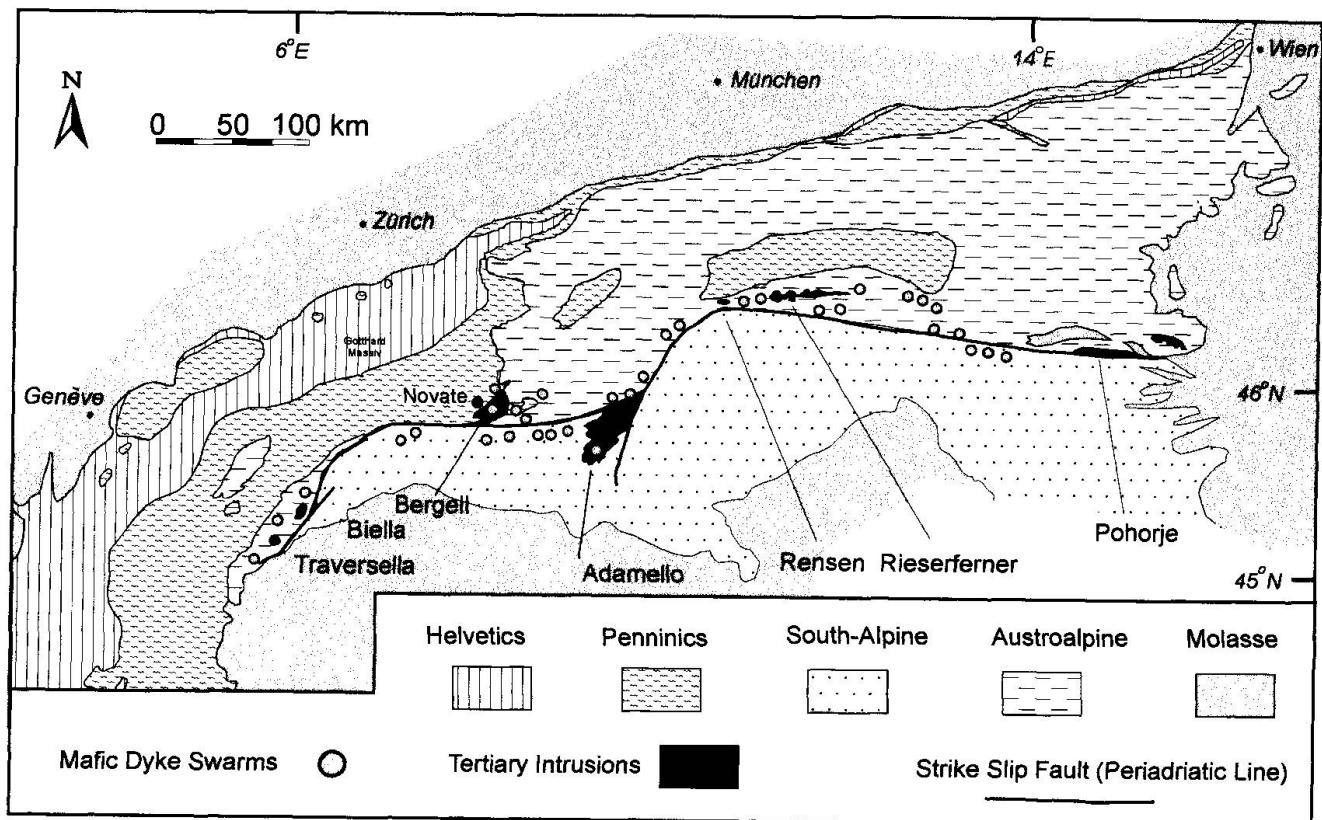 6°E
14°E
Wien
München
N
0 50 100 km
Zürich
Gotthard
Massiv
Genève
Novate
46°N
Bergell
Biella
Traversella
Adamello
Rensen
Rieserferner
Pohorje
45°N
Helvetics
Penninics
South-Alpine
Austroalpine
Molasse
Mafic Dyke Swarms
Tertiary Intrusions
Strike Slip Fault (Periadriatic Line)